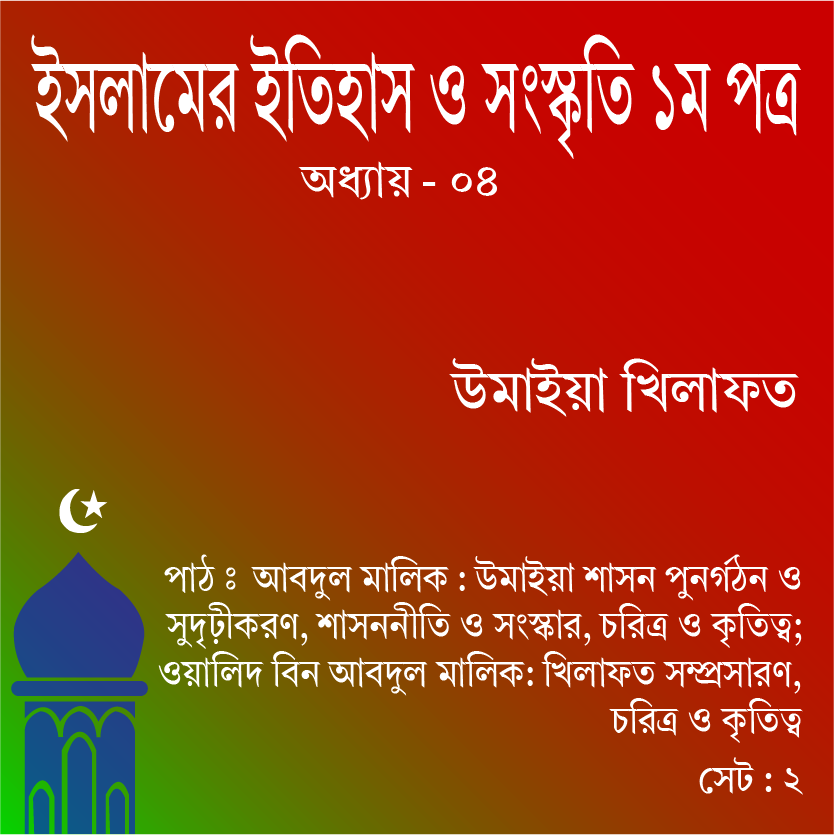 ইসলামের ইতিহাস ও সংস্কৃতি ১ম পত্র
অধ্যায় - ০৪
উমাইয়া খিলাফত
পাঠ ঃ আবদুল মালিক : উমাইয়া শাসন পুনর্গঠন ও
সুদৃঢ়ীকরণ, শাসননীতি ও সংস্কার, চরিত্র ও কৃতিত্ব;
ওয়ালিদ বিন আবদুল মালিক: খিলাফত সম্প্রসারণ,
চরিত্র ও কৃতিত্ব
সেট : ২